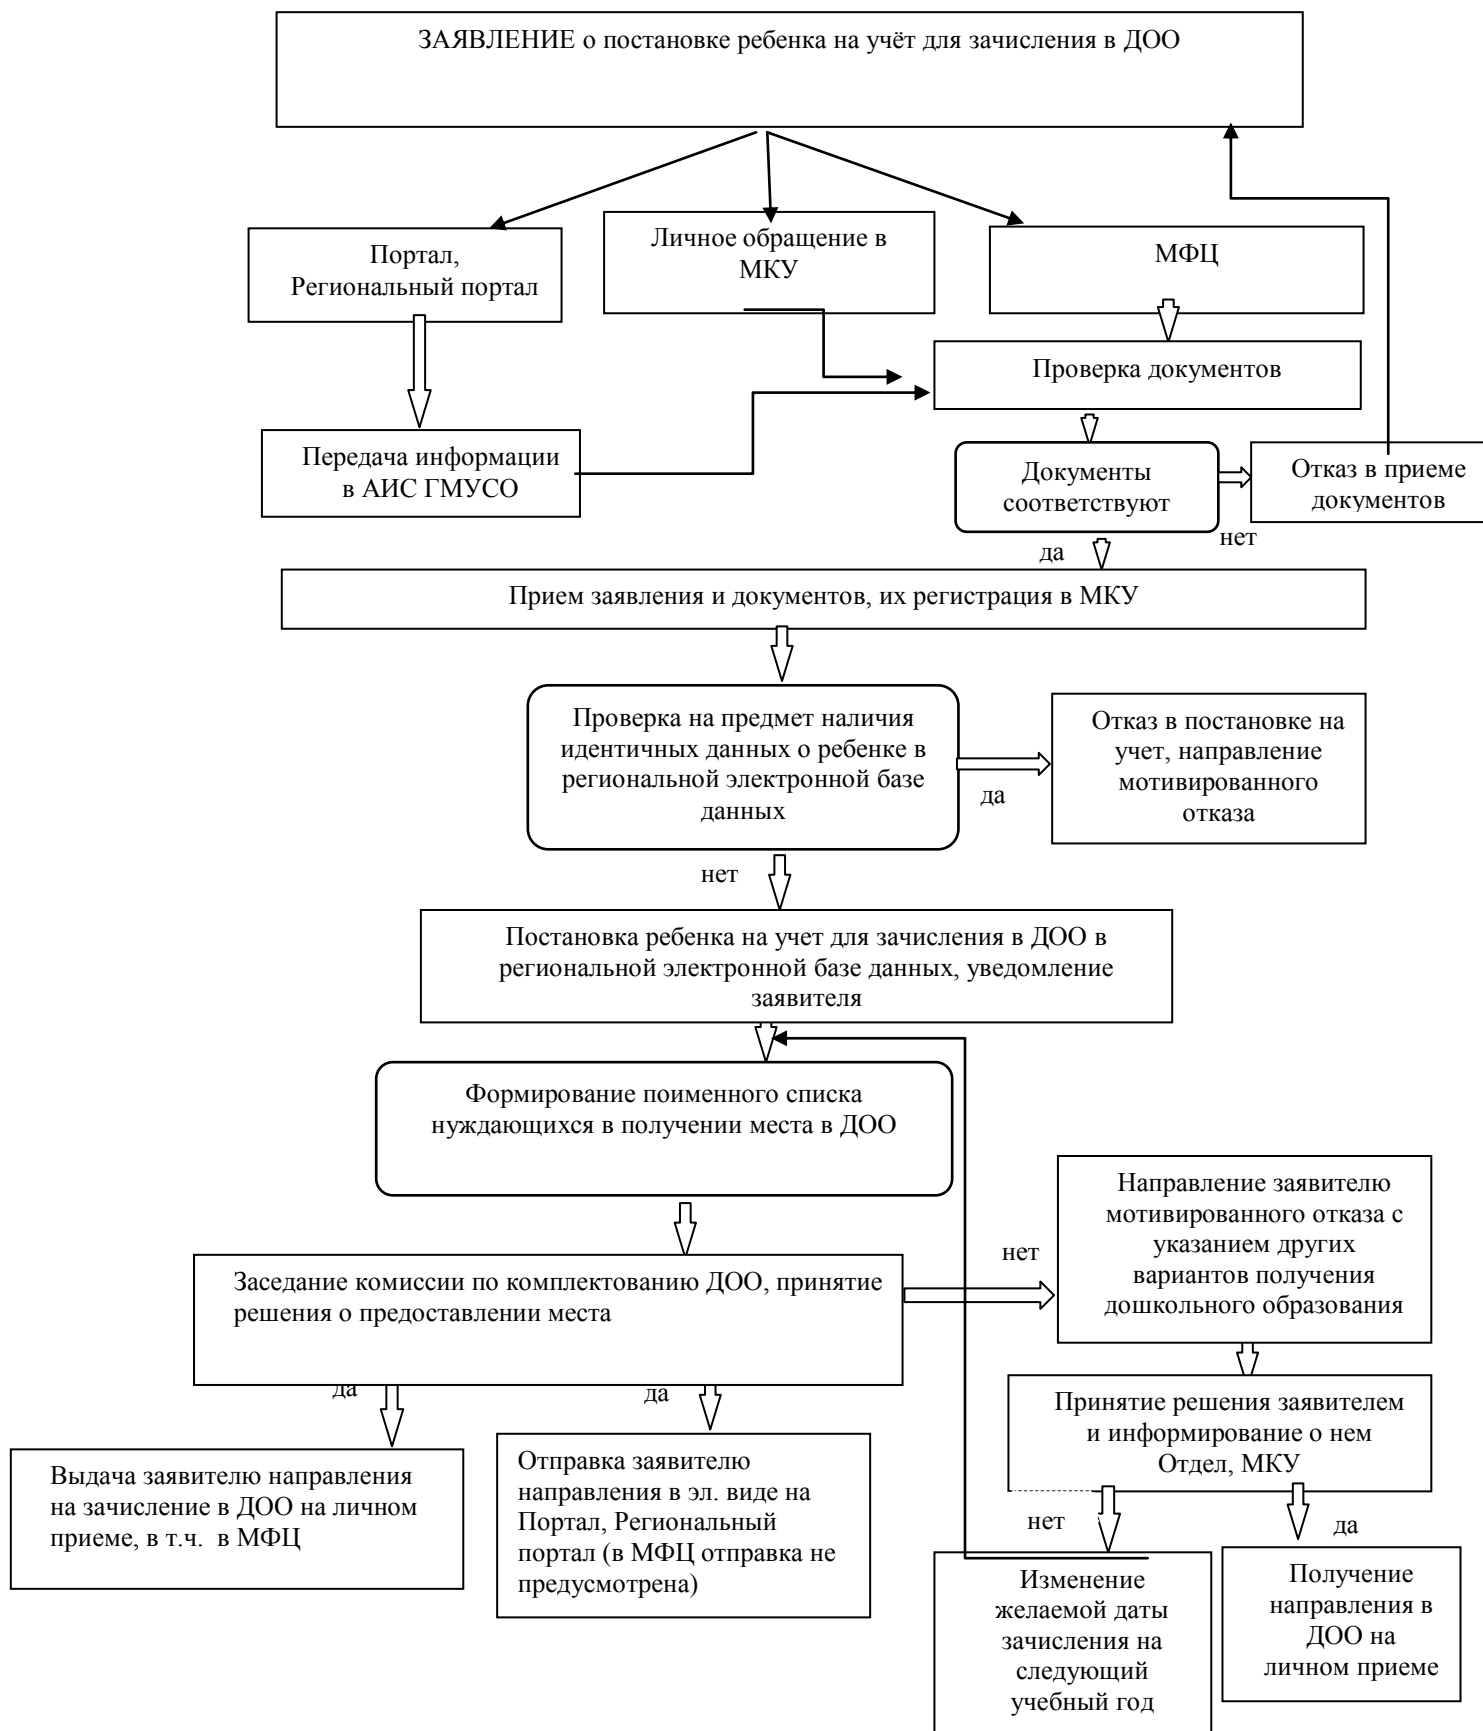 ЗАЯВЛЕНИЕ о постановке ребенка на учёт для зачисления в ДОО
Портал,
Региональный портал
Личное обращение в
МКУ
МФЦ
Проверка документов
Передача информации
в АИС ГМУСО
Документы
соответствуют
Отказ в приеме
документов
да
нет
Прием заявления и документов, их регистрация в МКУ
Проверка на предмет наличия
идентичных данных о ребенке в
региональной электронной базе
данных
да
Отказ в постановке на
учет, направление
мотивированного
отказа
нет
Постановка ребенка на учет для зачисления в ДОО в
региональной электронной базе данных, уведомление
заявителя
Формирование поименного списка
нуждающихся в получении места в ДОО
Заседание комиссии по комплектованию ДОО, принятие
решения о предоставлении места
нет
Направление заявителю
мотивированного отказа с
указанием других
вариантов получения
дошкольного образования
да
да
Принятие решения заявителем
и информирование о нем
Отдел, МКУ
Выдача заявителю направления
на зачисление в ДОО на личном
приеме, в т.ч. в МФЦ
Отправка заявителю
направления в эл. виде на
Портал, Региональный
портал (в МФЦ отправка не
предусмотрена)
нет
да
Изменение
желаемой даты
зачисления на
следующий
учебный год
Получение
направления в
ДОО на
личном приеме